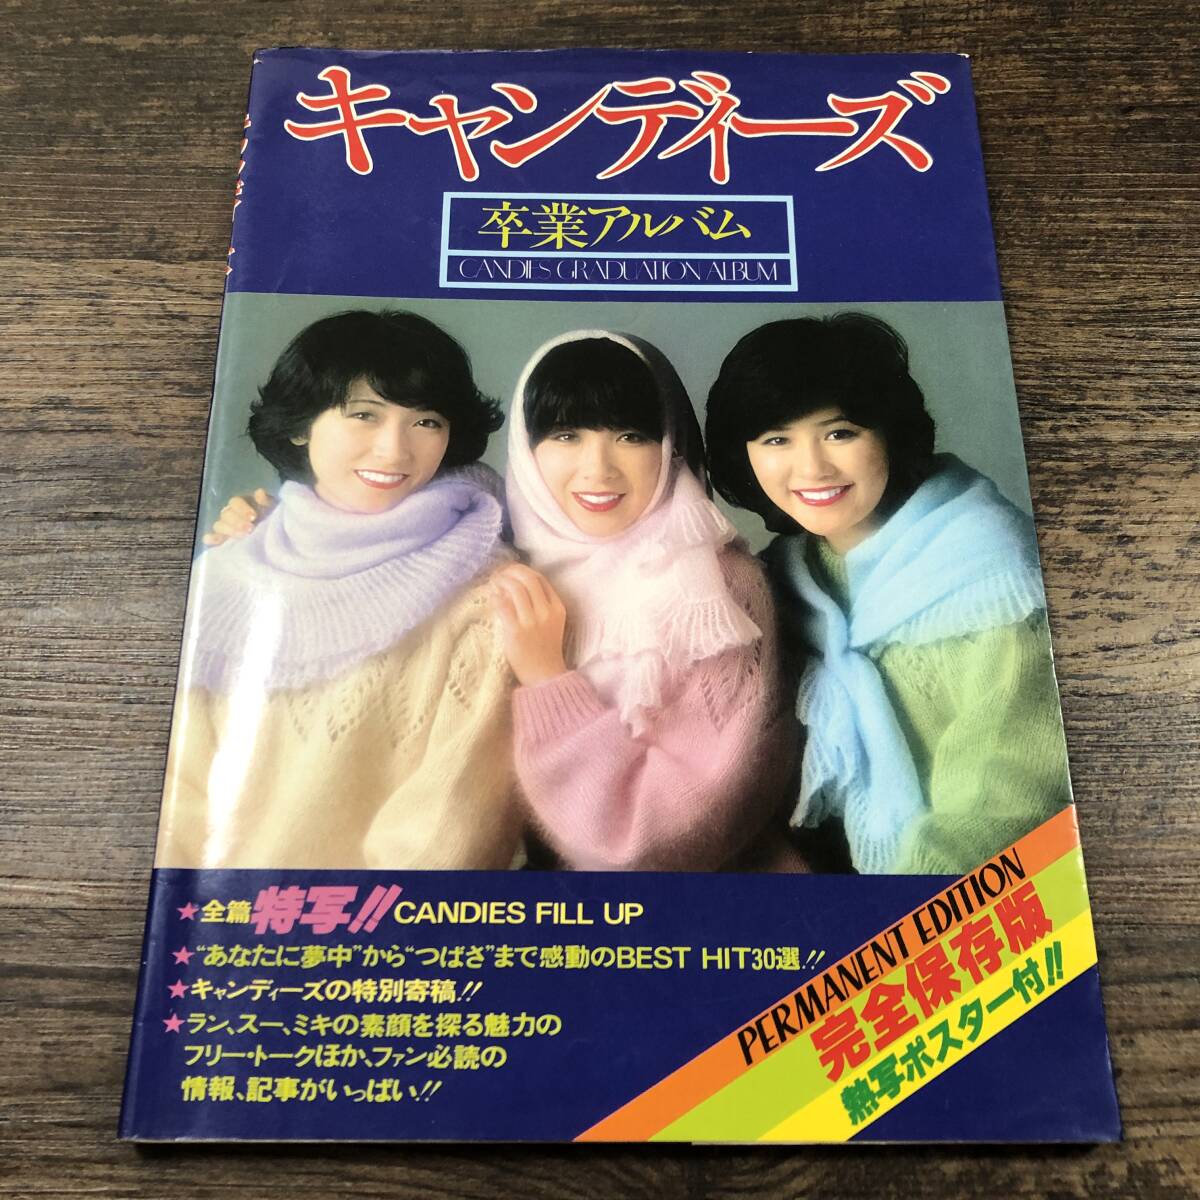 キャンディーズ
卒業アルバム
CANDIES GRADUATION ALBUM
★全篇特写!! CANDIES FILL UP
★“あなたに夢中”から“つばさ”まで感動のBEST HIT30選!!
★キャンディーズの特別寄稿!!
★ラン、スー、ミキの素顔を探る魅力の
フリー・トークほか、ファン必読の
情報、記事がいっぱい!!
PERMANENT EDITION
完全保存版
熱写ポスター付!!